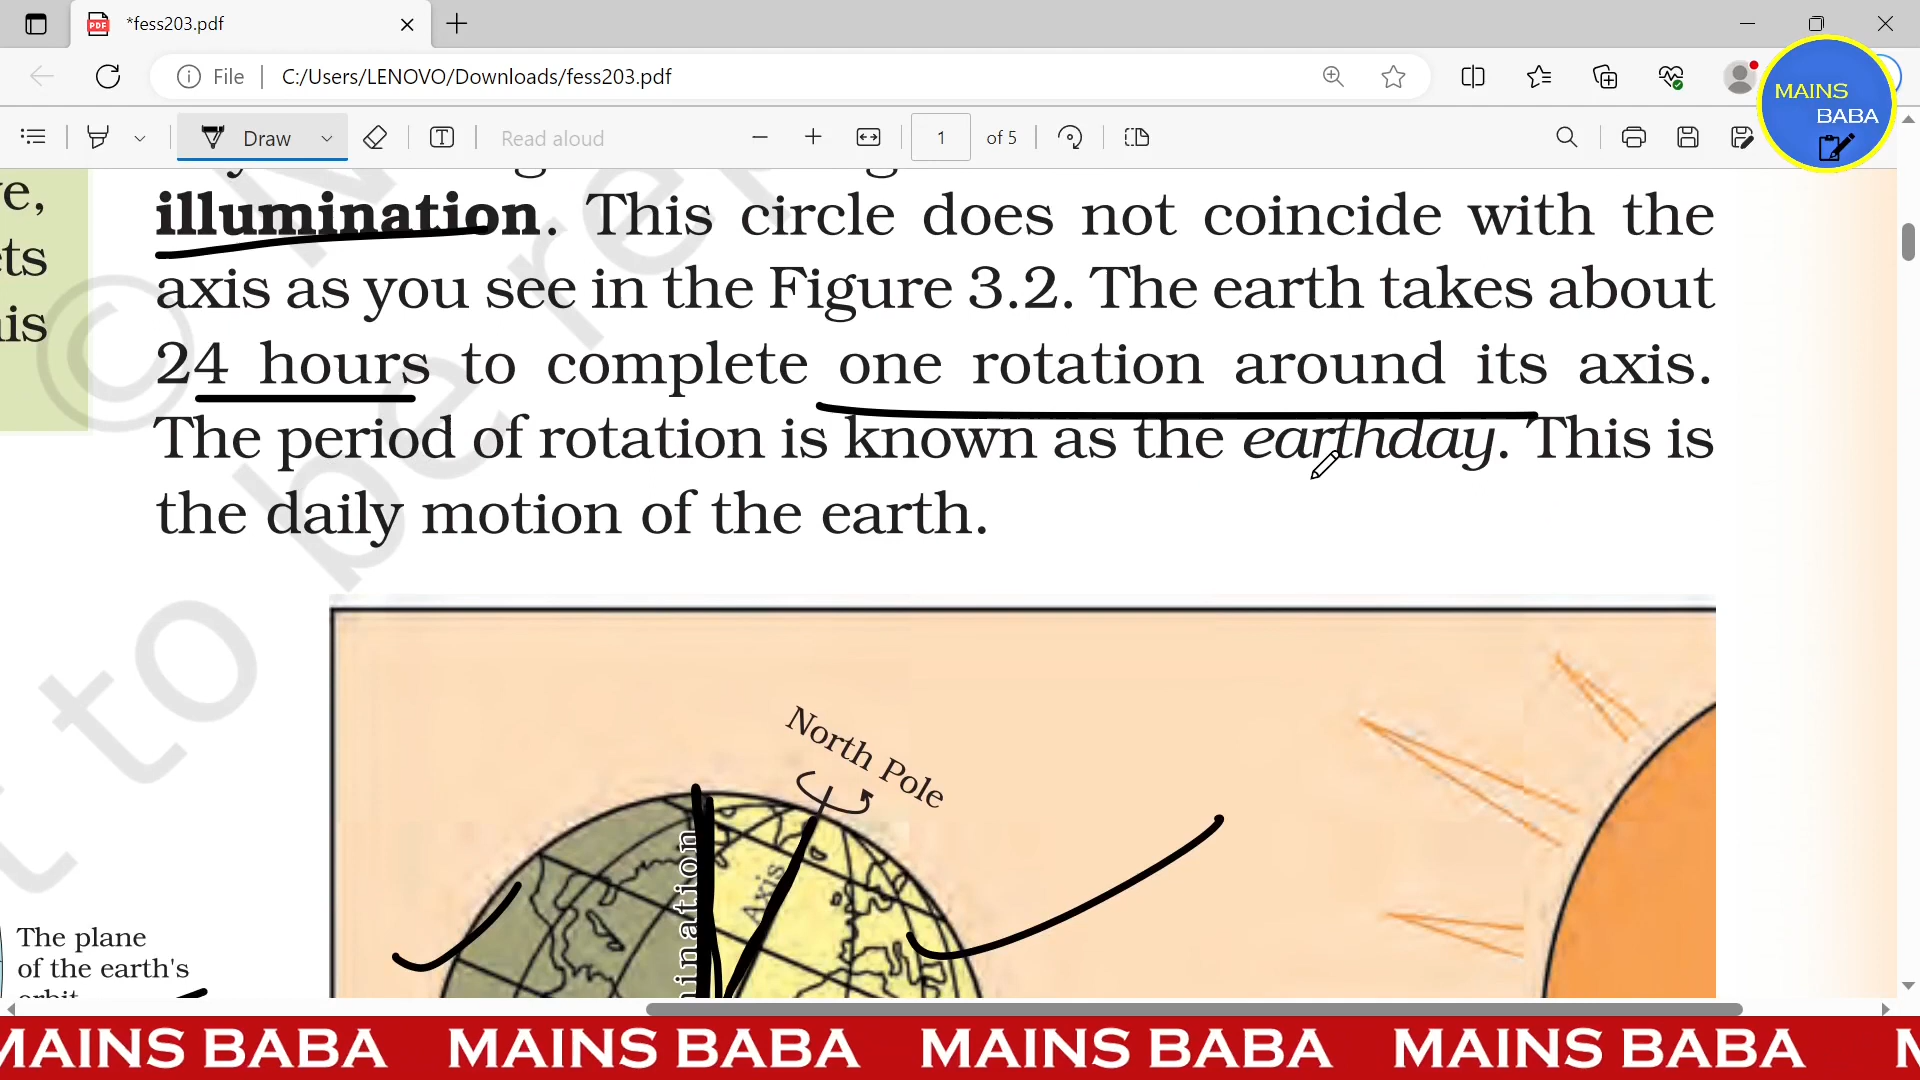 *fess203.pdf
File
C:/Users/LENOVO/Downloads/fess203.pdf
MAINS
BABA
Draw
Read aloud
1
of 5
illumination. This circle does not coincide with the
axis as you see in the Figure 3.2. The earth takes about
24 hours to complete one rotation around its axis.
The period of rotation is known as the earthday. This is
the daily motion of the earth.
North Pole
Axis
The plane
of the earth's
MAINS BABA MAINS BABA MAINS BABA MAINS BABA